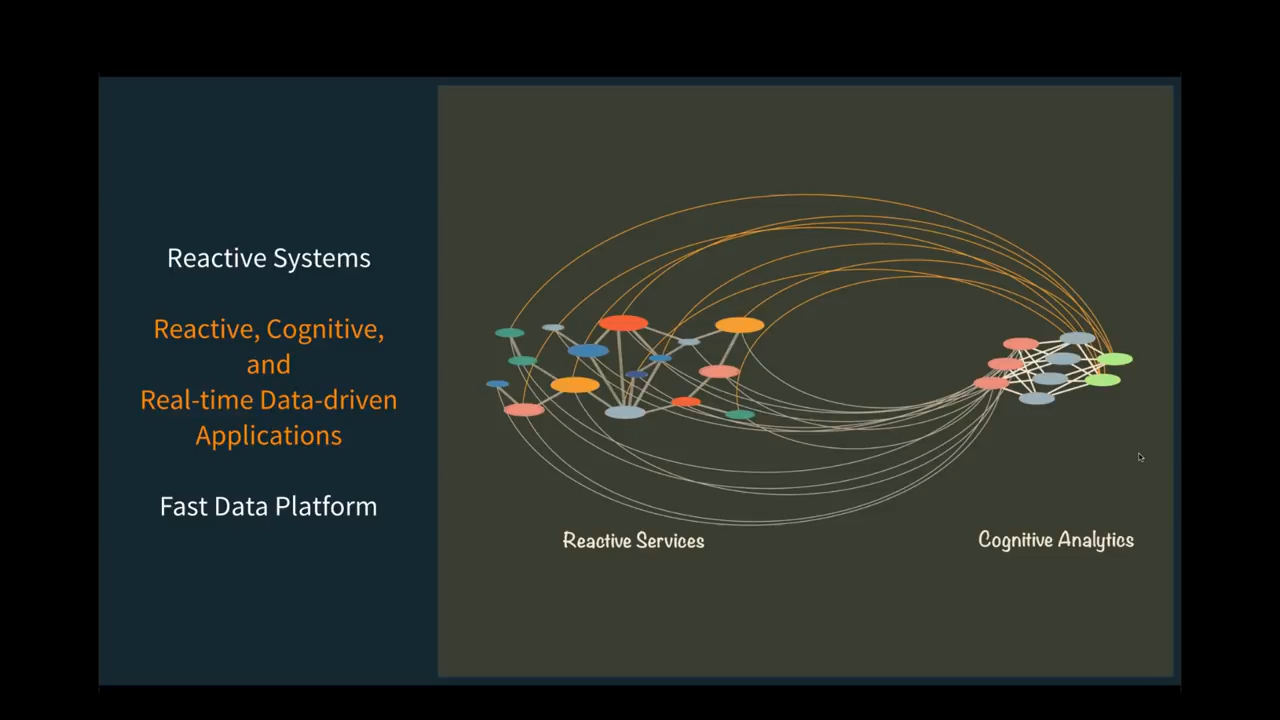 Reactive Systems
Reactive, Cognitive,
and
Real-time Data-driven
Applications
Fast Data Platform
Reactive Services
Cognitive Analytics